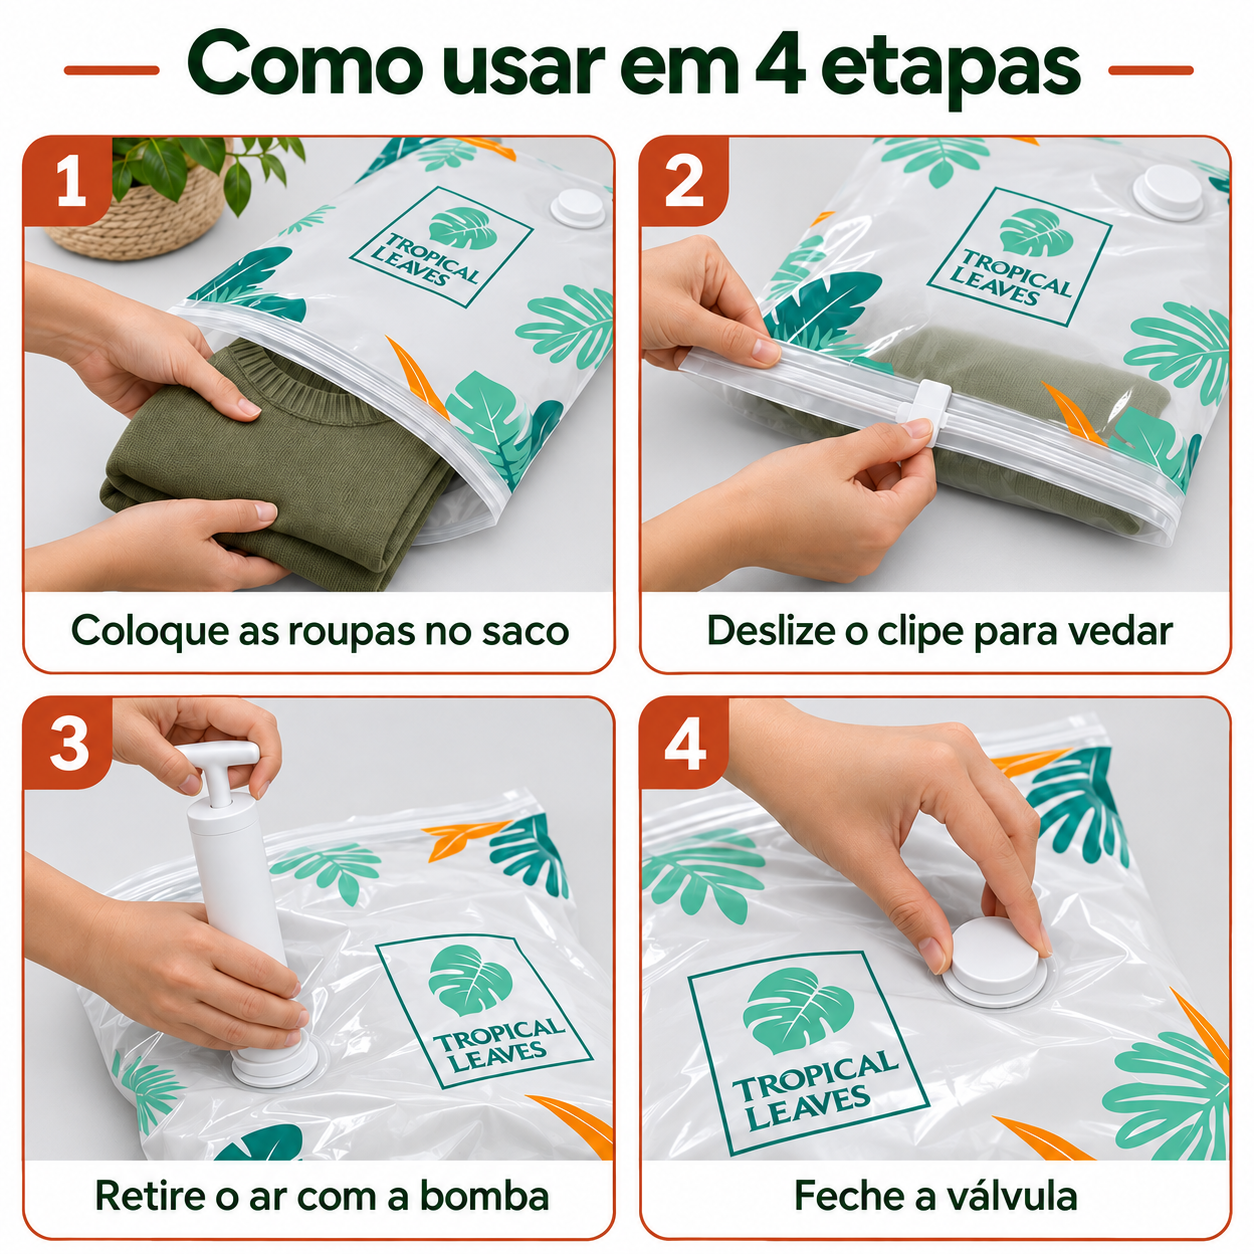 Como usar em 4 etapas
1
TROPICAL
LEAVES
Coloque as roupas no saco
2
TROPICAL
LEAVES
Deslize o clipe para vedar
3
TROPICAL
LEAVES
Retire o ar com a bomba
4
TROPICAL
LEAVES
Feche a válvula